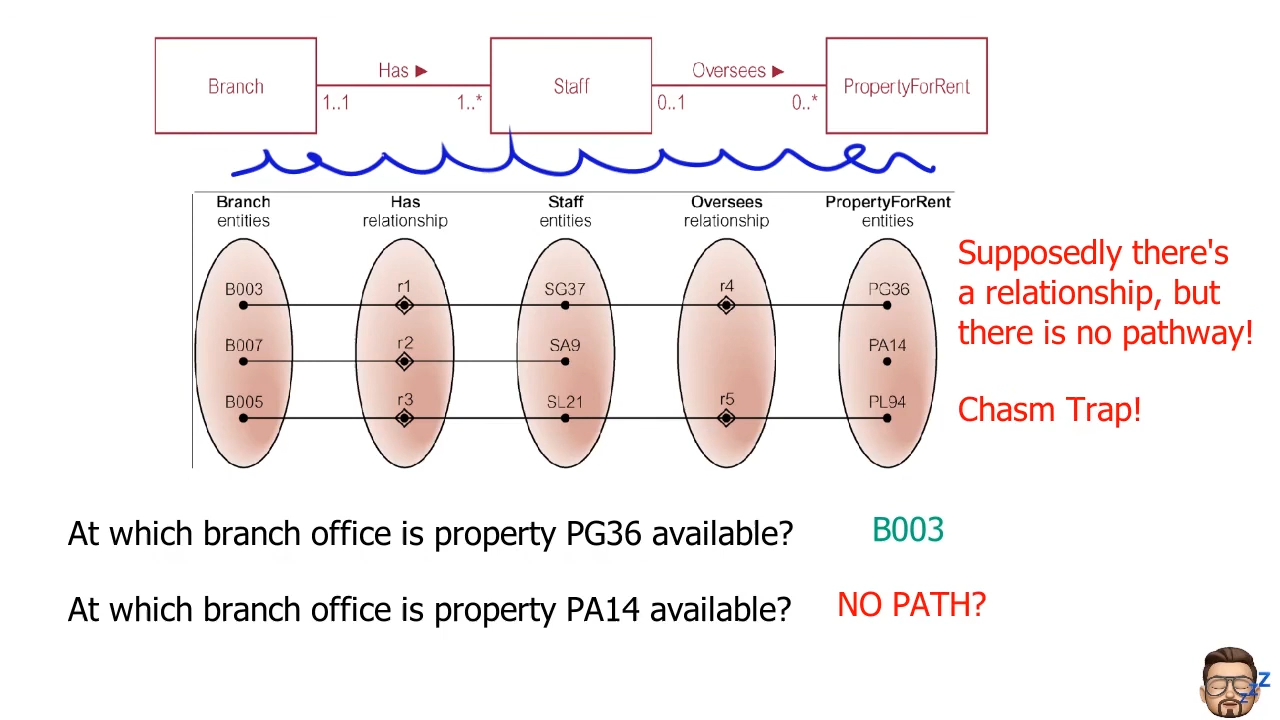 Branch
Has ▶
Staff
Oversees ▶
PropertyForRent
1..1
1..*
0..1
0..*
Branch
entities
Has
relationship
Staff
entities
Oversees
relationship
PropertyForRent
entities
B003
r1
SG37
r4
PG36
B007
r2
SA9
PA14
B005
r3
SL21
r5
PL94
Supposedly there's
a relationship, but
there is no pathway!
Chasm Trap!
At which branch office is property PG36 available?
B003
At which branch office is property PA14 available?
NO PATH?
z z Z